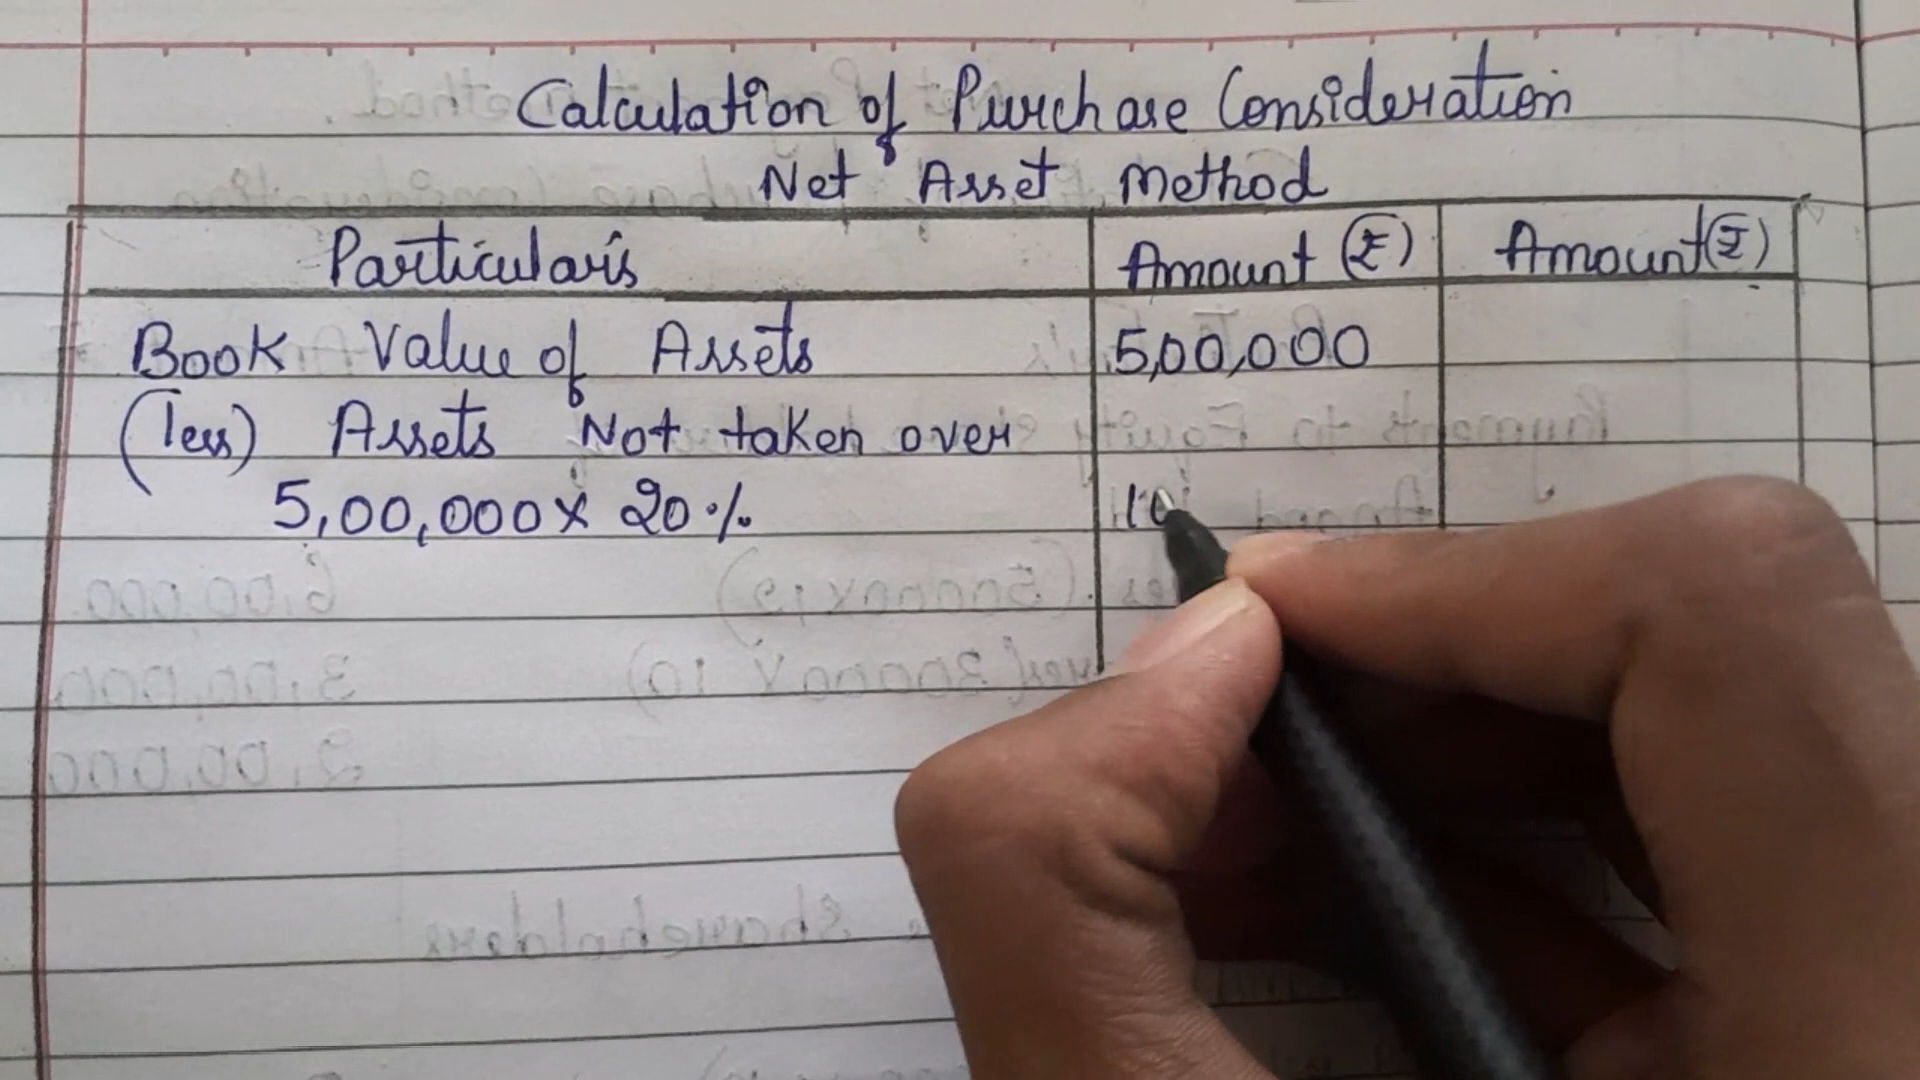 Calculation of Purchase Consideration
Net Asset Method
Particulars Amount (₹) Amount (₹)
Book Value of Assets 5,00,000
(less) Assets Not taken over
5,00,000 x 20% 10